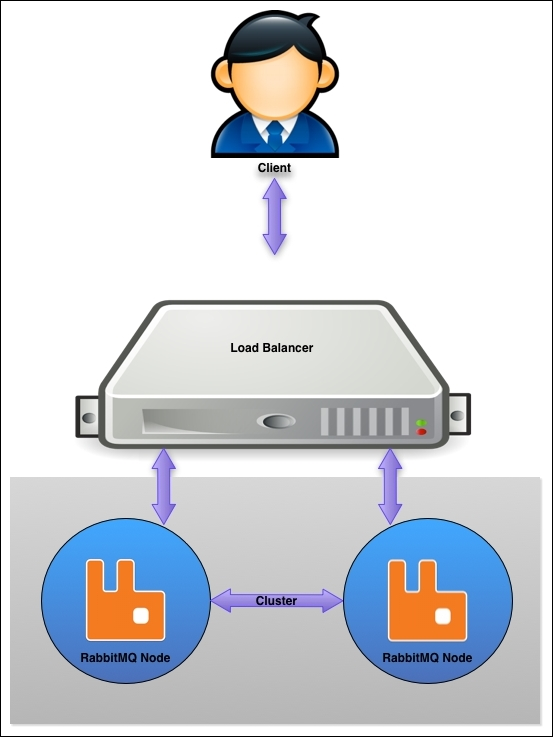 Client
Load Balancer
Cluster
RabbitMQ Node
RabbitMQ Node